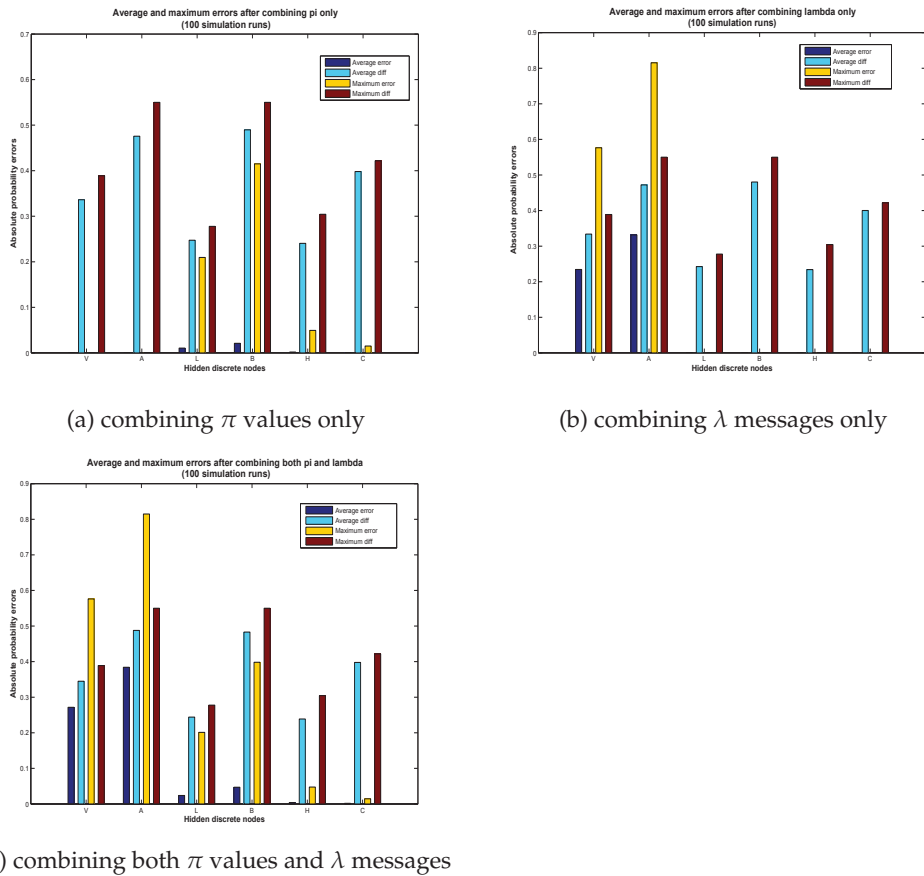 Average and maximum errors after combining pi only
(100 simulation runs)
0.7
0.6
0.5
0.4
0.3
0.2
0.1
0
Absolute probability errors
Average error
Average diff
Maximum error
Maximum diff
V A L B H C
Hidden discrete nodes
(a) combining π values only
Average and maximum errors after combining lambda only
(100 simulation runs)
0.9
0.8
0.7
0.6
0.5
0.4
0.3
0.2
0.1
0
Absolute probability errors
Average error
Average diff
Maximum error
Maximum diff
V A L B H C
Hidden discrete nodes
(b) combining λ messages only
Average and maximum errors after combining both pi and lambda
(100 simulation runs)
0.9
0.8
0.7
0.6
0.5
0.4
0.3
0.2
0.1
0
Absolute probability errors
Average error
Average diff
Maximum error
Maximum diff
V A L B H C
Hidden discrete nodes
) combining both π values and λ messages